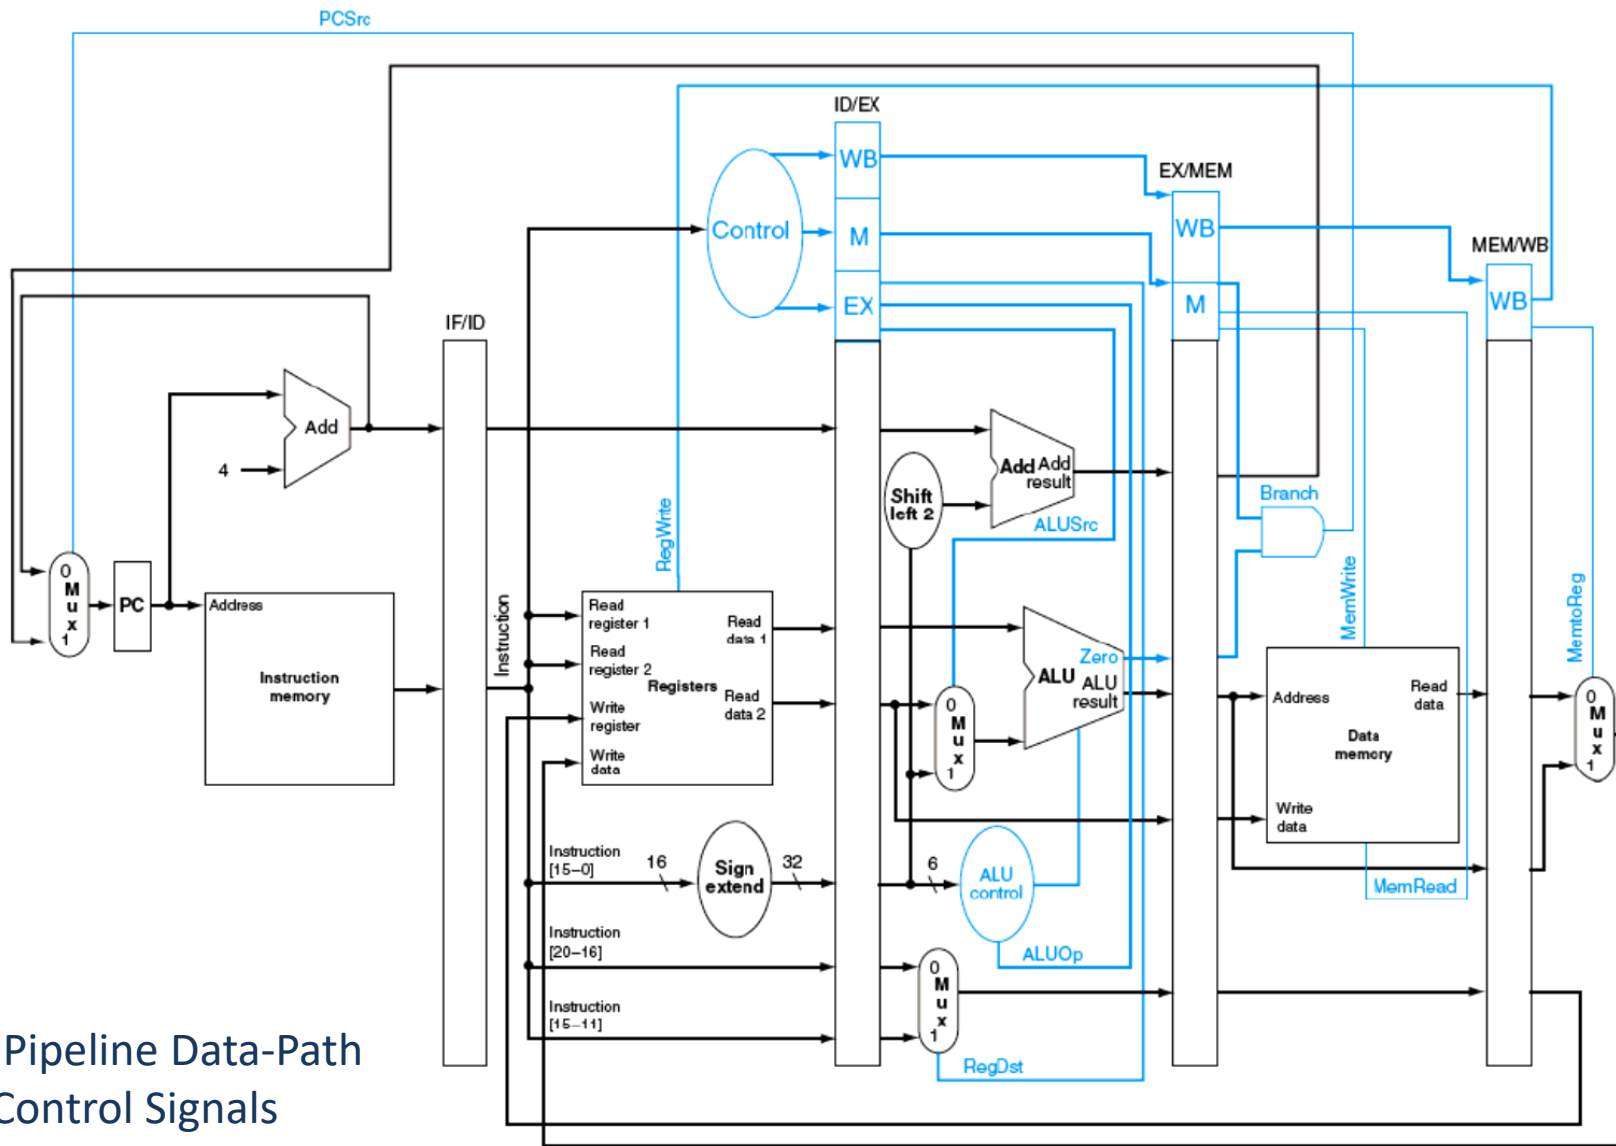 PCSrc
ID/EX
WB
EX/MEM
Control
M
WB
MEM/WB
EX
M
WB
IF/ID
Add
4
Add Add
result
Shift
left 2
Branch
ALUSrc
RegWrite
0
M
u
x
1
PC
Address
Instruction
memory
Instruction
Read
register 1
Read
register 2
Write
register
Write
data
Registers
Read
data 1
Read
data 2
0
M
u
x
1
Zero
ALU
ALU
result
MemWrite
Address
Read
data
Data
memory
Write
data
MemtoReg
0
M
u
x
1
MemRead
Instruction
[15–0]
16
Sign
extend
32
6
ALU
control
Instruction
[20–16]
ALUOp
0
M
u
x
1
Instruction
[15–11]
RegDst
Pipeline Data-Path
Control Signals